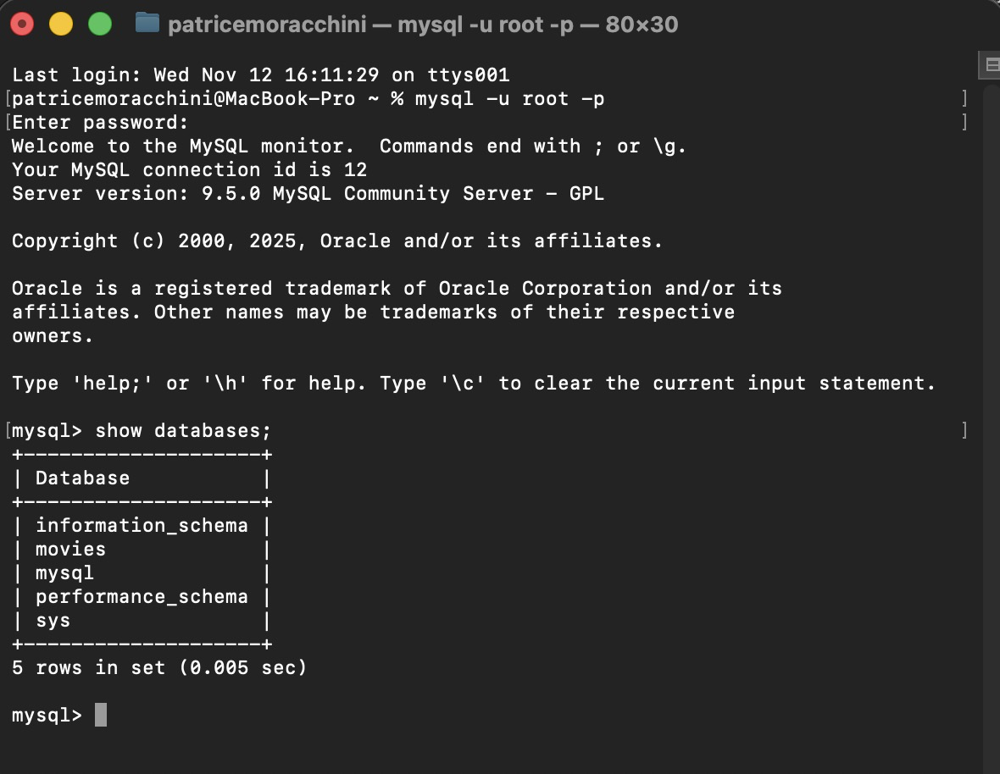 patricemoracchini — mysql -u root -p — 80×30
Last login: Wed Nov 12 16:11:29 on ttys001
[patricemoracchini@MacBook-Pro ~ % mysql -u root -p ]
[Enter password: ]
Welcome to the MySQL monitor.  Commands end with ; or \g.
Your MySQL connection id is 12
Server version: 9.5.0 MySQL Community Server - GPL

Copyright (c) 2000, 2025, Oracle and/or its affiliates.

Oracle is a registered trademark of Oracle Corporation and/or its
affiliates. Other names may be trademarks of their respective
owners.

Type 'help;' or '\h' for help. Type '\c' to clear the current input statement.

[mysql> show databases; ]
+--------------------+
| Database           |
+--------------------+
| information_schema |
| movies             |
| mysql              |
| performance_schema |
| sys                |
+--------------------+
5 rows in set (0.005 sec)

mysql>